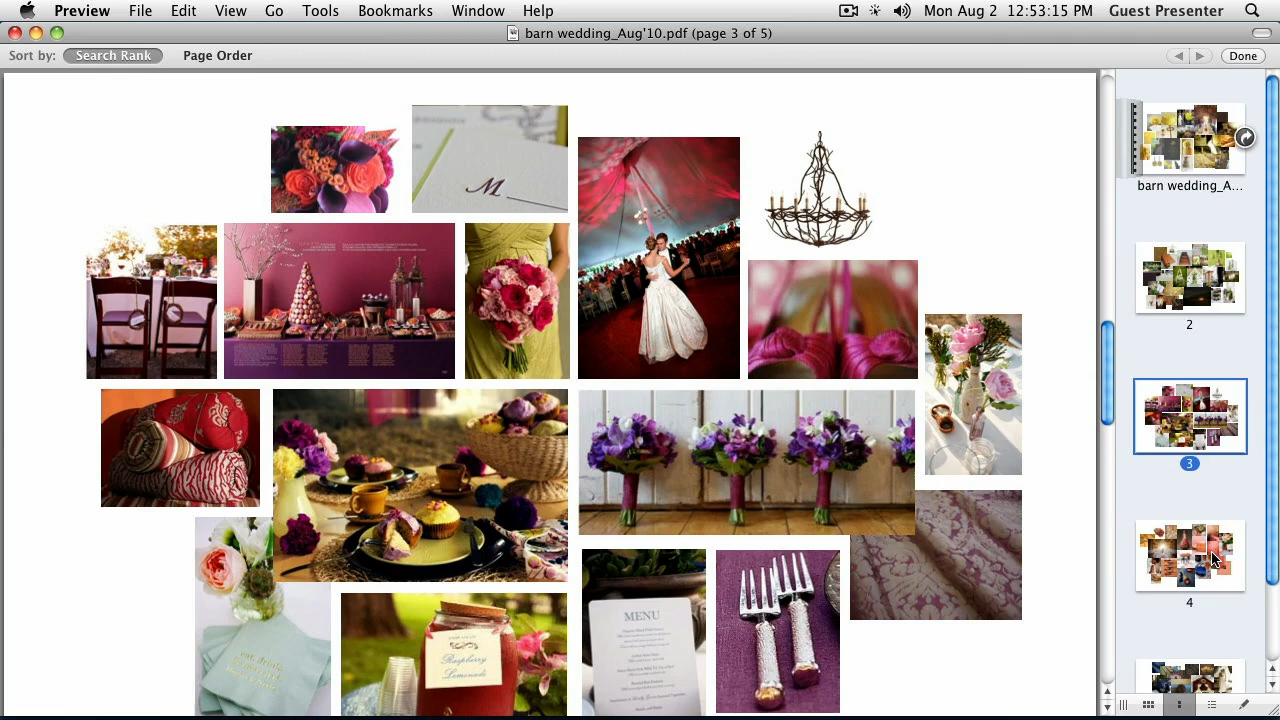 Preview File Edit View Go Tools Bookmarks Window Help Mon Aug 2 12:53:15 PM Guest Presenter
barn wedding_Aug'10.pdf (page 3 of 5)
Sort by: Search Rank Page Order Done
barn wedding_A...
2
3
4
M
eat, drink
Raspberry
Lemonade
MENU